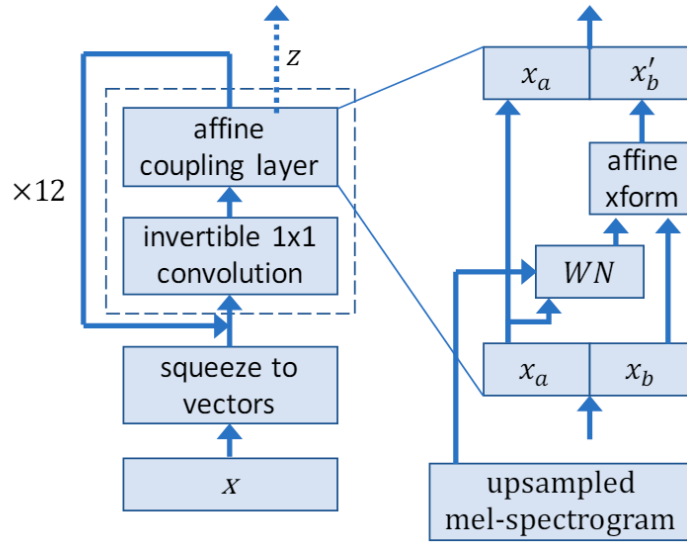 z
affine
coupling layer
×12
invertible 1x1
convolution
squeeze to
vectors
x
x_a
x_b′
affine
xform
WN
x_a
x_b
upsampled
mel-spectrogram